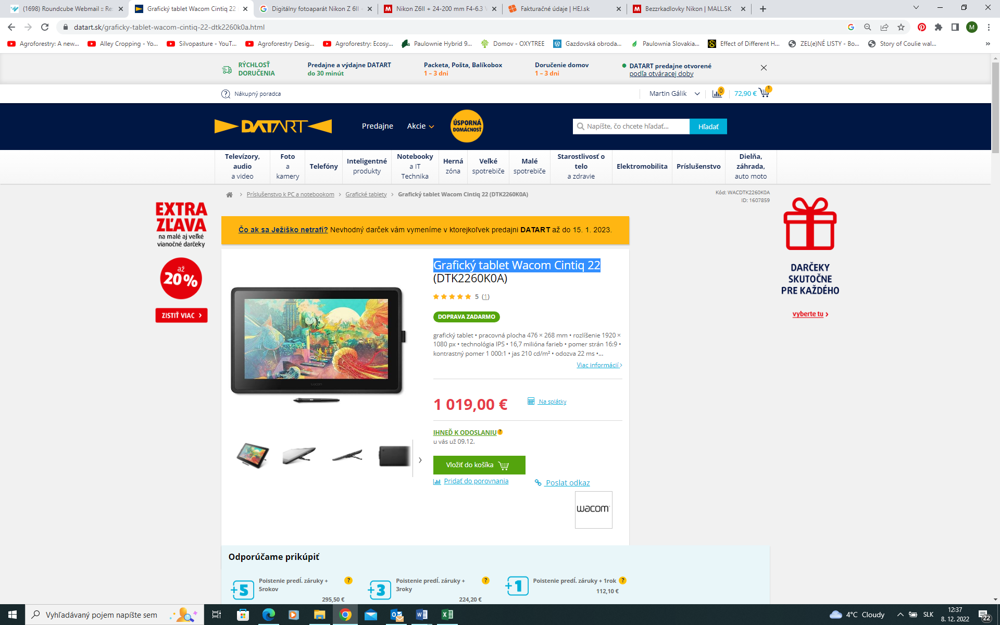 (1698) Roundcube Webmail :: Re:
Grafický tablet Wacom Cintiq 22
Digitálny fotoaparát Nikon Z 6II
Nikon Z6II + 24-200 mm F4-6.3
Fakturačné údaje | HEJ.sk
Bezzrkadlovky Nikon | MALL.SK
datart.sk/graficky-tablet-wacom-cintiq-22-dtk2260k0a.html
M
Agroforestry: A new...
Alley Cropping - Yo...
Silvopasture - YouT...
Agroforestry Desig...
Agroforestry: Ecosy...
Paulownie Hybrid 9...
Domov - OXYTREE
Gazdovská obroda...
Paulownia Slovakia...
Effect of Different H...
ZEL(e)NÉ LISTY - Bo...
Story of Coulie wal...
»
RÝCHLOSŤ
DORUČENIA
Predajne a výdajne DATART
do 30 minút
Packeta, Pošta, Balíkobox
1 – 3 dni
Doručenie domov
1 – 3 dni
DATART predajne otvorené
podľa otváracej doby
Nákupný poradca
Martin Gálik
0
72,90 €
1
DATART
Predajne
Akcie
ÚSPORNÁ
DOMÁCNOSŤ
Napíšte, čo chcete hľadať...
Hľadať
Televízory,
audio
a video
Foto
a
kamery
Telefóny
Inteligentné
produkty
Notebooky
a IT
Technika
Herná
zóna
Veľké
spotrebiče
Malé
spotrebiče
Starostlivosť o
telo
a zdravie
Elektromobilita
Príslušenstvo
Dielňa,
záhrada,
auto moto
Príslušenstvo k PC a notebookom
Grafické tablety
Grafický tablet Wacom Cintiq 22 (DTK2260K0A)
Kód: WACDTK2260K0A
ID: 1607859
EXTRA
ZĽAVA
na malé aj veľké
vianočné darčeky
až
20%
ZISTIŤ VIAC
Čo ak sa Ježiško netrafí? Nevhodný darček vám vymeníme v ktorejkoľvek predajni DATART až do 15. 1. 2023.
DARČEKY
SKUTOČNE
PRE KAŽDÉHO
vyberte tu
Grafický tablet Wacom Cintiq 22
(DTK2260K0A)
5 (1)
DOPRAVA ZADARMO
grafický tablet • pracovná plocha 476 × 268 mm • rozlíšenie 1920 ×
1080 px • technológia IPS • 16,7 milióna farieb • pomer strán 16:9 •
kontrastný pomer 1 000:1 • jas 210 cd/m² • odozva 22 ms •...
Viac informácií
wacom
1 019,00 €
Na splátky
IHNEĎ K ODOSLANIU
u vás už 09.12.
Vložiť do košíka
Pridať do porovnania
Poslat odkaz
wacom
Odporúčame prikúpiť
+5
Poistenie predĺ. záruky +
5rokov
295,50 €
+3
Poistenie predĺ. záruky +
3roky
224,20 €
+1
Poistenie predĺ. záruky + 1rok
112,10 €
Vyhľadávaný pojem napíšte sem
4°C Cloudy
SLK
12:37
8. 12. 2022
22